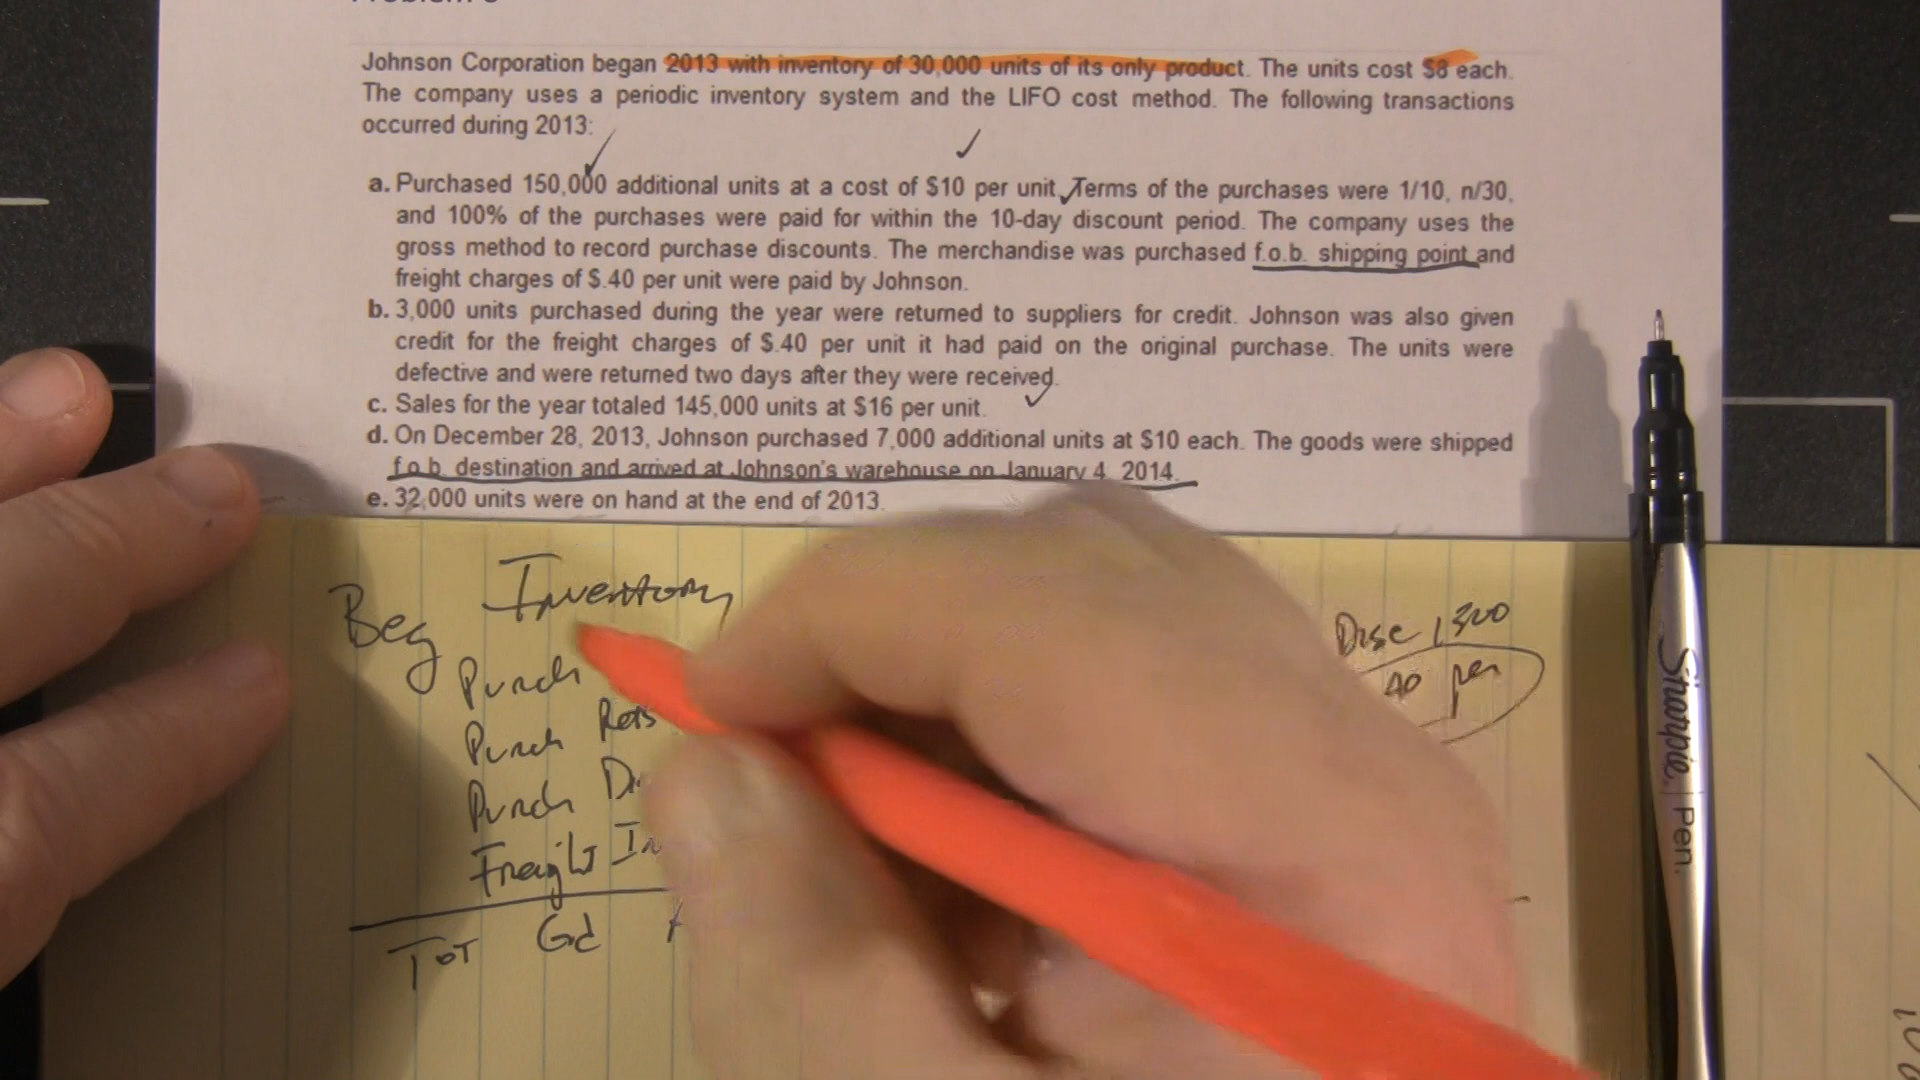 Johnson Corporation began 2013 with inventory of 30,000 units of its only product. The units cost $8 each.
The company uses a periodic inventory system and the LIFO cost method. The following transactions
occurred during 2013:
a. Purchased 150,000 additional units at a cost of $10 per unit. Terms of the purchases were 1/10, n/30,
and 100% of the purchases were paid for within the 10-day discount period. The company uses the
gross method to record purchase discounts. The merchandise was purchased f.o.b. shipping point and
freight charges of $.40 per unit were paid by Johnson.
b. 3,000 units purchased during the year were returned to suppliers for credit. Johnson was also given
credit for the freight charges of $.40 per unit it had paid on the original purchase. The units were
defective and were returned two days after they were received.
c. Sales for the year totaled 145,000 units at $16 per unit.
d. On December 28, 2013, Johnson purchased 7,000 additional units at $10 each. The goods were shipped
f.o.b. destination and arrived at Johnson's warehouse on January 4, 2014.
e. 32,000 units were on hand at the end of 2013.
Inventory
Beg
Purch
Purch Rets
Purch
Freight In
Tot Gd
Disc
40 per
Sharpie. Pen.